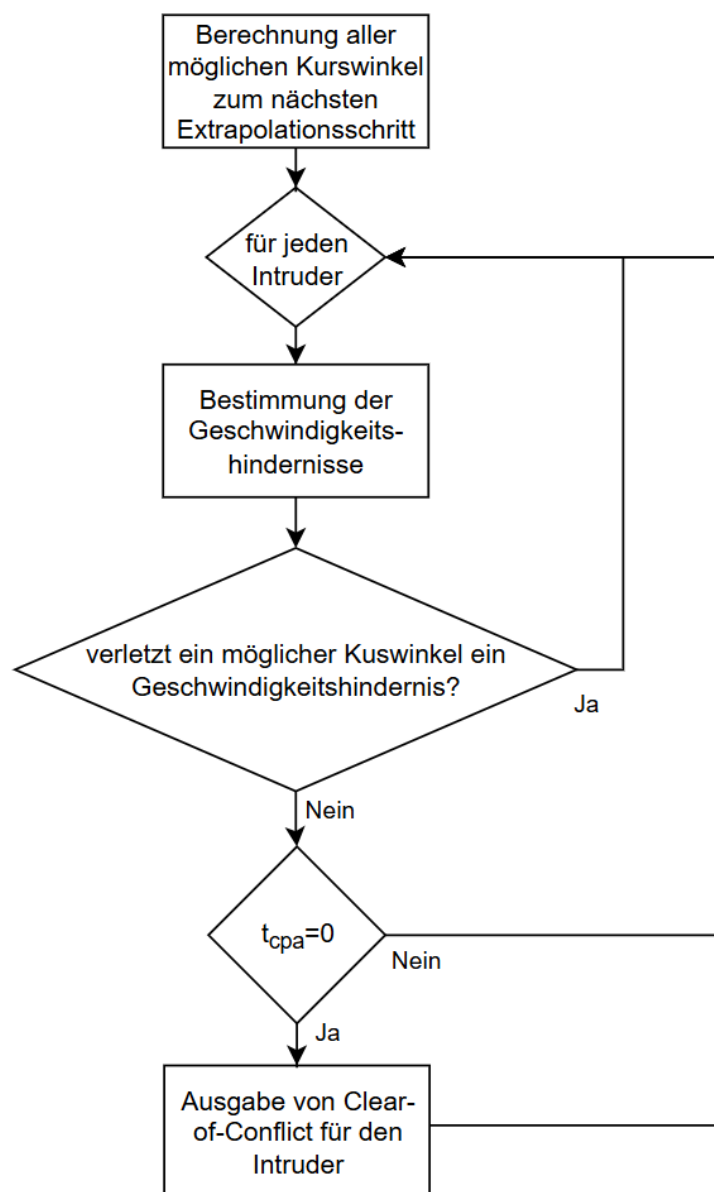 Berechnung aller
möglichen Kurswinkel
zum nächsten
Extrapolationsschritt
für jeden
Intruder
Bestimmung der
Geschwindigkeits-
hindernisse
verletzt ein möglicher Kuswinkel ein
Geschwindigkeitshindernis?
Ja
Nein
t_cpa=0
Nein
Ja
Ausgabe von Clear-
of-Conflict für den
Intruder